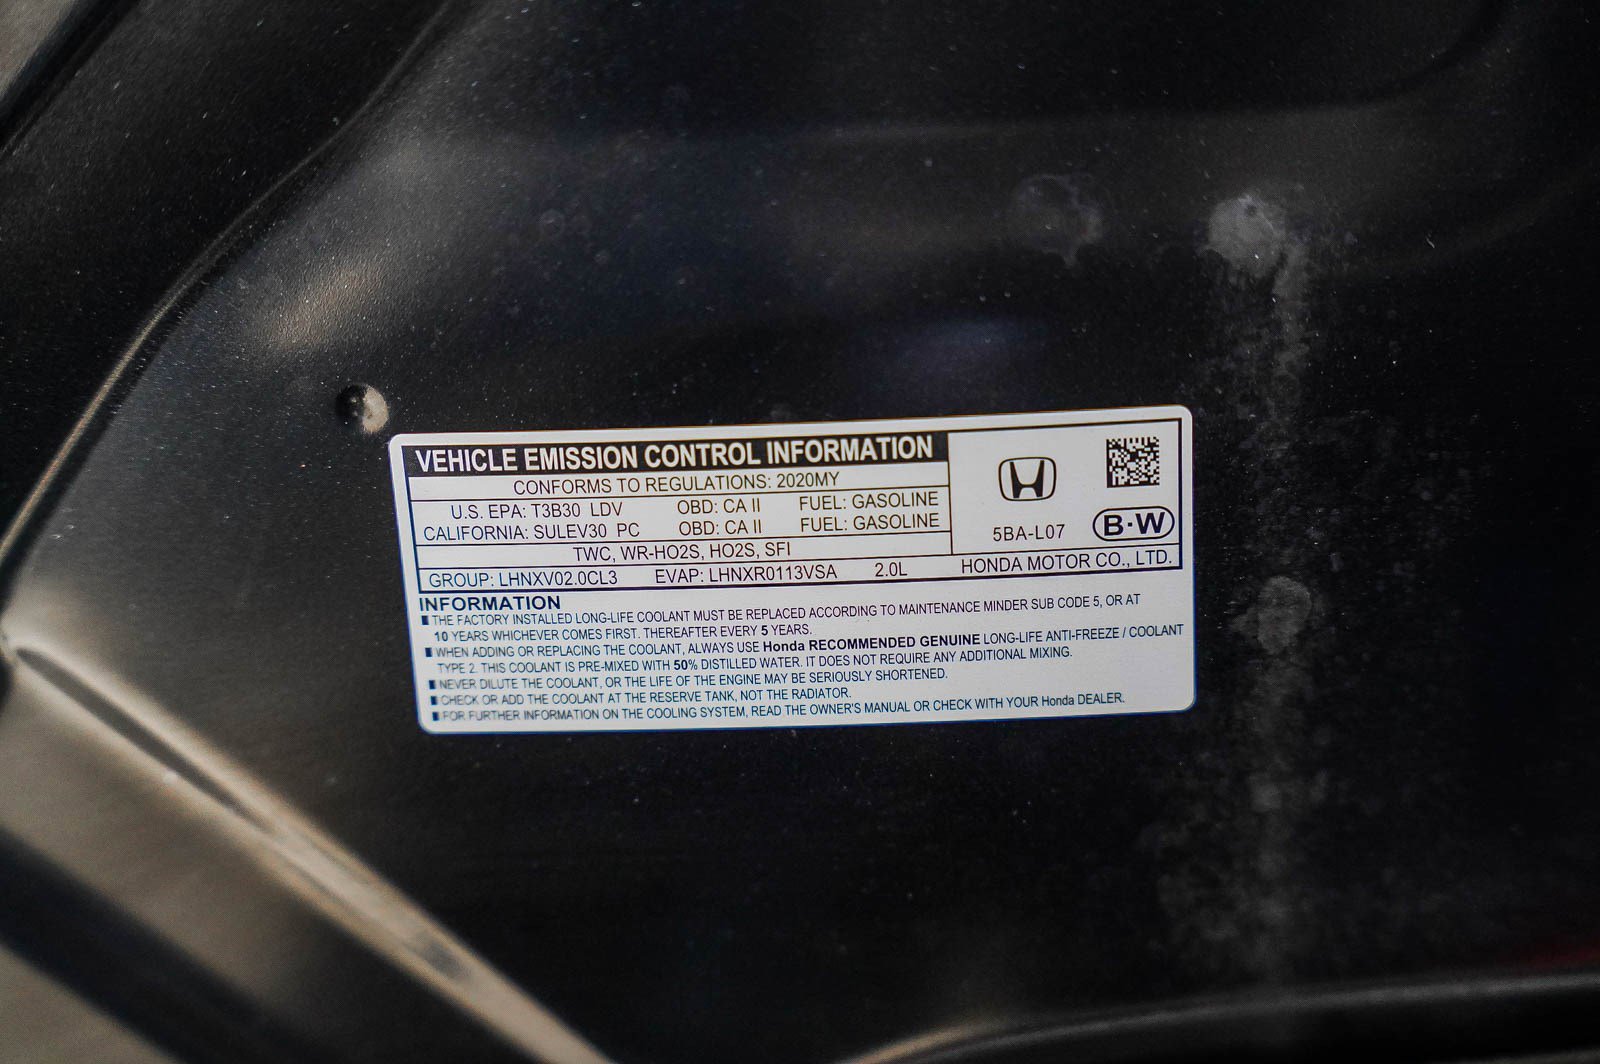 VEHICLE EMISSION CONTROL INFORMATION
CONFORMS TO REGULATIONS: 2020MY
U.S. EPA: T3B30 LDV OBD: CA II FUEL: GASOLINE
CALIFORNIA: SULEV30 PC OBD: CA II FUEL: GASOLINE
TWC, WR-HO2S, HO2S, SFI
GROUP: LHNXV02.0CL3 EVAP: LHNXR0113VSA 2.0L
5BA-L07 B·W
HONDA MOTOR CO., LTD.
INFORMATION
THE FACTORY INSTALLED LONG-LIFE COOLANT MUST BE REPLACED ACCORDING TO MAINTENANCE MINDER SUB CODE 5, OR AT
10 YEARS WHICHEVER COMES FIRST. THEREAFTER EVERY 5 YEARS.
WHEN ADDING OR REPLACING THE COOLANT, ALWAYS USE Honda RECOMMENDED GENUINE LONG-LIFE ANTI-FREEZE / COOLANT
TYPE 2. THIS COOLANT IS PRE-MIXED WITH 50% DISTILLED WATER. IT DOES NOT REQUIRE ANY ADDITIONAL MIXING.
NEVER DILUTE THE COOLANT, OR THE LIFE OF THE ENGINE MAY BE SERIOUSLY SHORTENED.
CHECK OR ADD THE COOLANT AT THE RESERVE TANK, NOT THE RADIATOR.
FOR FURTHER INFORMATION ON THE COOLING SYSTEM, READ THE OWNER'S MANUAL OR CHECK WITH YOUR Honda DEALER.